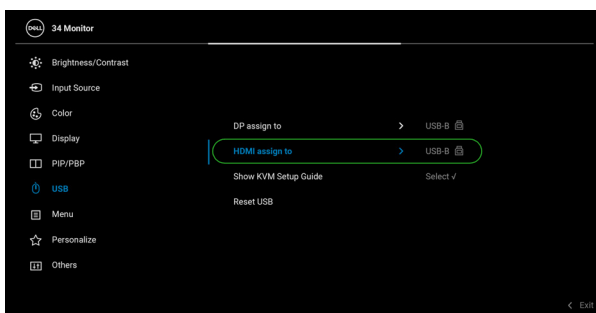 DELL 34 Monitor
Brightness/Contrast
Input Source
Color
Display
PIP/PBP
USB
Menu
Personalize
Others
DP assign to > USB-B
HDMI assign to > USB-B
Show KVM Setup Guide Select √
Reset USB
< Exit